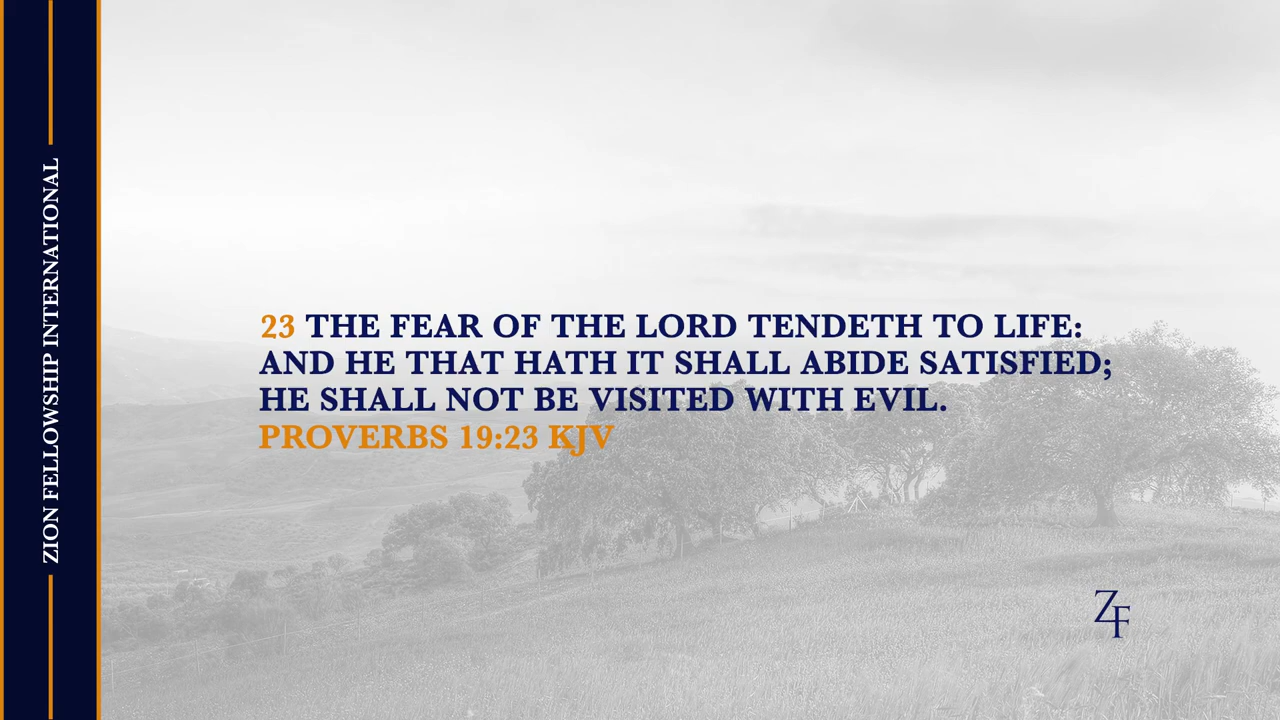 ZION FELLOWSHIP INTERNATIONAL
23 THE FEAR OF THE LORD TENDETH TO LIFE:
AND HE THAT HATH IT SHALL ABIDE SATISFIED;
HE SHALL NOT BE VISITED WITH EVIL.
PROVERBS 19:23 KJV
ZF